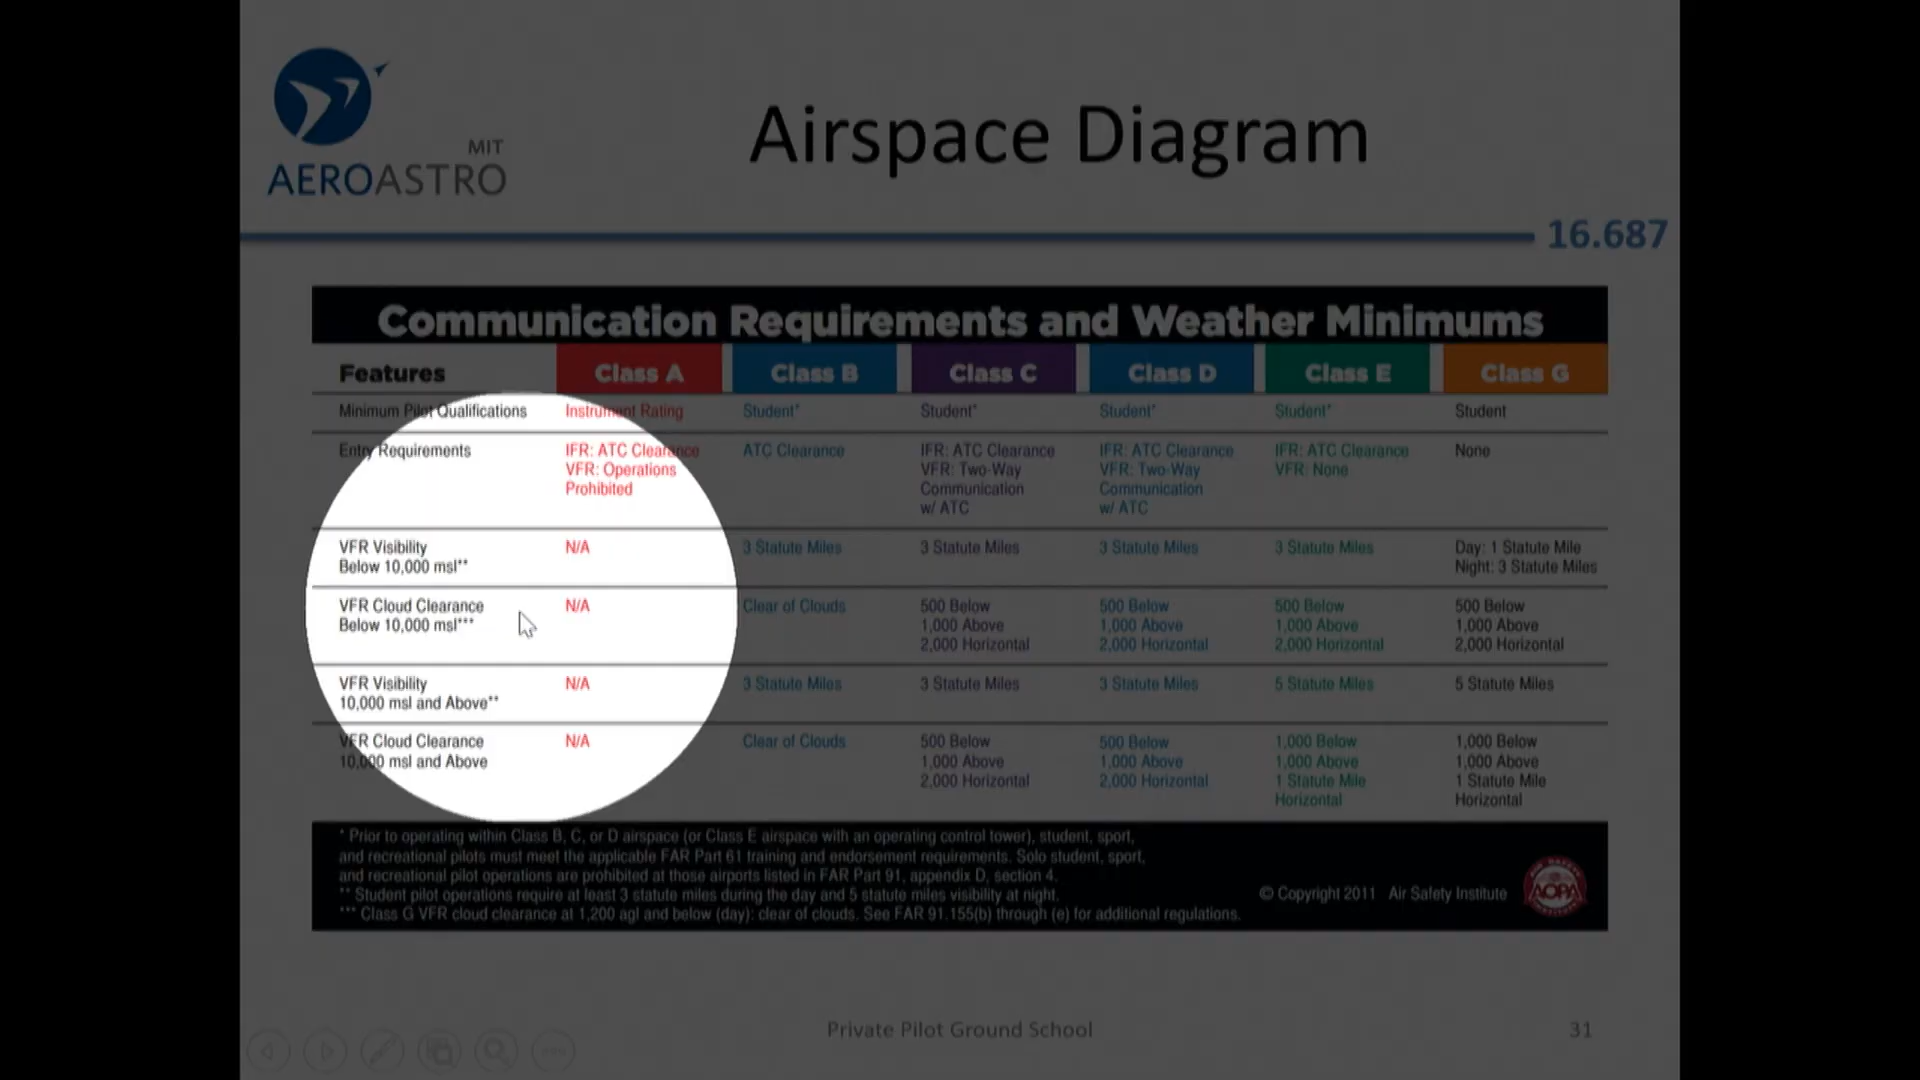 MIT
AEROASTRO
Airspace Diagram
16.687
Communication Requirements and Weather Minimums
Features Class A Class B Class C Class D Class E Class G
Minimum Pilot Qualifications Instrument Rating Student* Student* Student* Student* Student
Entry Requirements IFR: ATC Clearance ATC Clearance IFR: ATC Clearance IFR: ATC Clearance IFR: ATC Clearance None
VFR: Operations VFR: Two-Way VFR: Two-Way VFR: None
Prohibited Communication Communication
w/ ATC w/ ATC
VFR Visibility N/A 3 Statute Miles 3 Statute Miles 3 Statute Miles 3 Statute Miles Day: 1 Statute Mile
Below 10,000 msl** Night: 3 Statute Miles
VFR Cloud Clearance N/A Clear of Clouds 500 Below 500 Below 500 Below 500 Below
Below 10,000 msl*** 1,000 Above 1,000 Above 1,000 Above 1,000 Above
2,000 Horizontal 2,000 Horizontal 2,000 Horizontal 2,000 Horizontal
VFR Visibility N/A 3 Statute Miles 3 Statute Miles 3 Statute Miles 5 Statute Miles 5 Statute Miles
10,000 msl and Above**
VFR Cloud Clearance N/A Clear of Clouds 500 Below 500 Below 1,000 Below 1,000 Below
10,000 msl and Above 1,000 Above 1,000 Above 1,000 Above 1,000 Above
2,000 Horizontal 2,000 Horizontal 1 Statute Mile 1 Statute Mile
Horizontal Horizontal
* Prior to operating within Class B, C, or D airspace (or Class E airspace with an operating control tower), student, sport,
and recreational pilots must meet the applicable FAR Part 61 training and endorsement requirements. Solo student, sport,
and recreational pilot operations are prohibited at those airports listed in FAR Part 91, appendix D, section 4.
** Student pilot operations require at least 3 statute miles during the day and 5 statute miles visibility at night.
*** Class G VFR cloud clearance at 1,200 agl and below (day): clear of clouds. See FAR 91.155(b) through (e) for additional regulations.
© Copyright 2011 Air Safety Institute
AOPA
Private Pilot Ground School
31